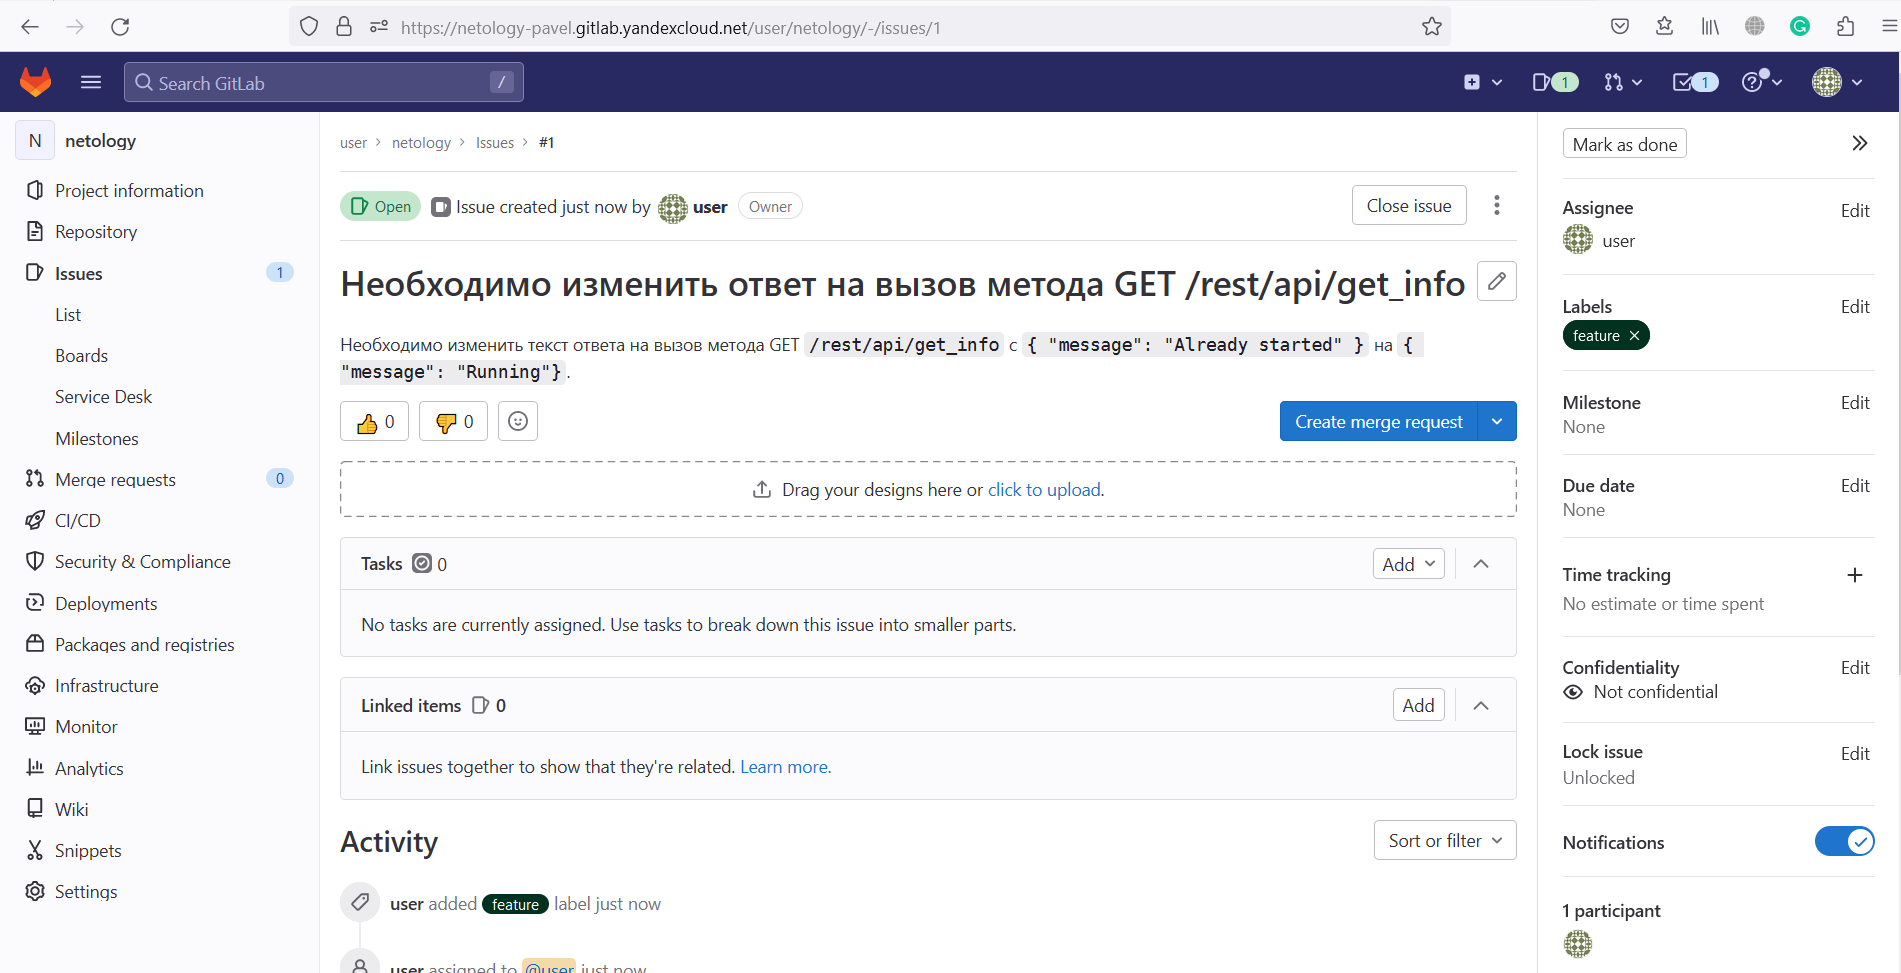 https://netology-pavel.gitlab.yandexcloud.net/user/netology/-/issues/1
Search GitLab /
1
1
N netology
Project information
Repository
Issues 1
List
Boards
Service Desk
Milestones
Merge requests 0
CI/CD
Security & Compliance
Deployments
Packages and registries
Infrastructure
Monitor
Analytics
Wiki
Snippets
Settings
user > netology > Issues > #1
Open Issue created just now by user Owner
Close issue
Необходимо изменить ответ на вызов метода GET /rest/api/get_info
Необходимо изменить текст ответа на вызов метода GET /rest/api/get_info с { "message": "Already started" } на {
"message": "Running"}.
0 0
Create merge request
Drag your designs here or click to upload.
Tasks 0
Add
No tasks are currently assigned. Use tasks to break down this issue into smaller parts.
Linked items 0
Add
Link issues together to show that they're related. Learn more.
Activity
Sort or filter
user added feature label just now
user assigned to @user just now
Mark as done
Assignee Edit
user
Labels Edit
feature
Milestone Edit
None
Due date Edit
None
Time tracking
No estimate or time spent
Confidentiality Edit
Not confidential
Lock issue Edit
Unlocked
Notifications
1 participant